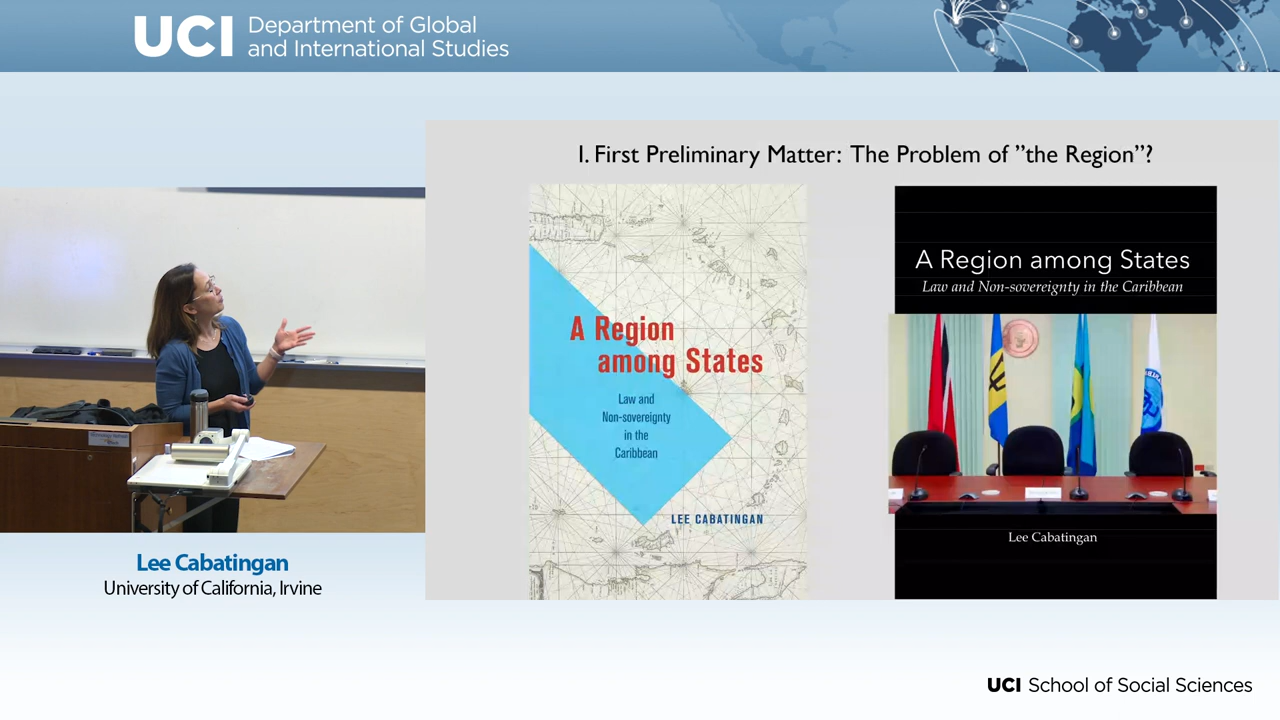 UCI Department of Global
and International Studies
I. First Preliminary Matter: The Problem of ”the Region”?
A Region
among States
Law and
Non-sovereignty
in the
Caribbean
LEE CABATINGAN
A Region among States
Law and Non-sovereignty in the Caribbean
Lee Cabatingan
Lee Cabatingan
University of California, Irvine
UCI School of Social Sciences